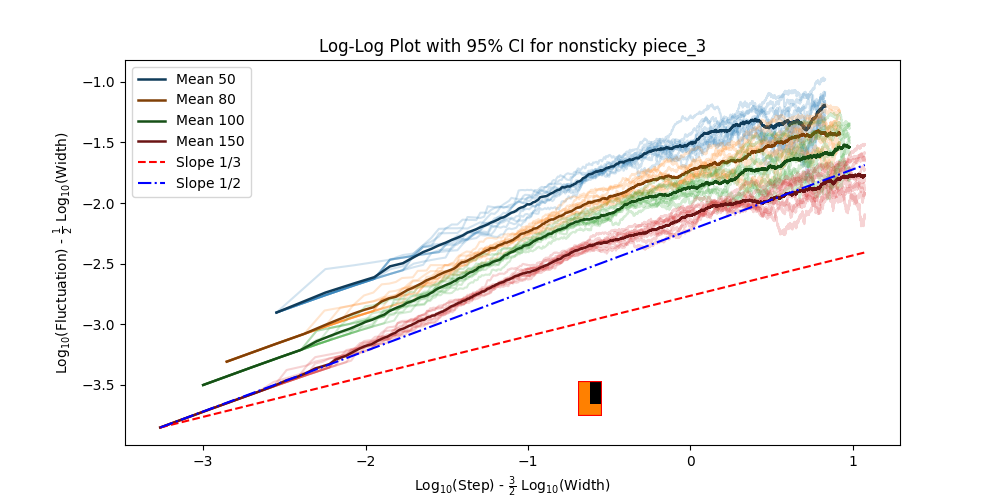 Log-Log Plot with 95% CI for nonsticky piece_3
Mean 50
Mean 80
Mean 100
Mean 150
Slope 1/3
Slope 1/2
Log₁₀(Fluctuation) - ½ Log₁₀(Width)
−1.0
−1.5
−2.0
−2.5
−3.0
−3.5
−3
−2
−1
0
1
Log₁₀(Step) - 3/2 Log₁₀(Width)